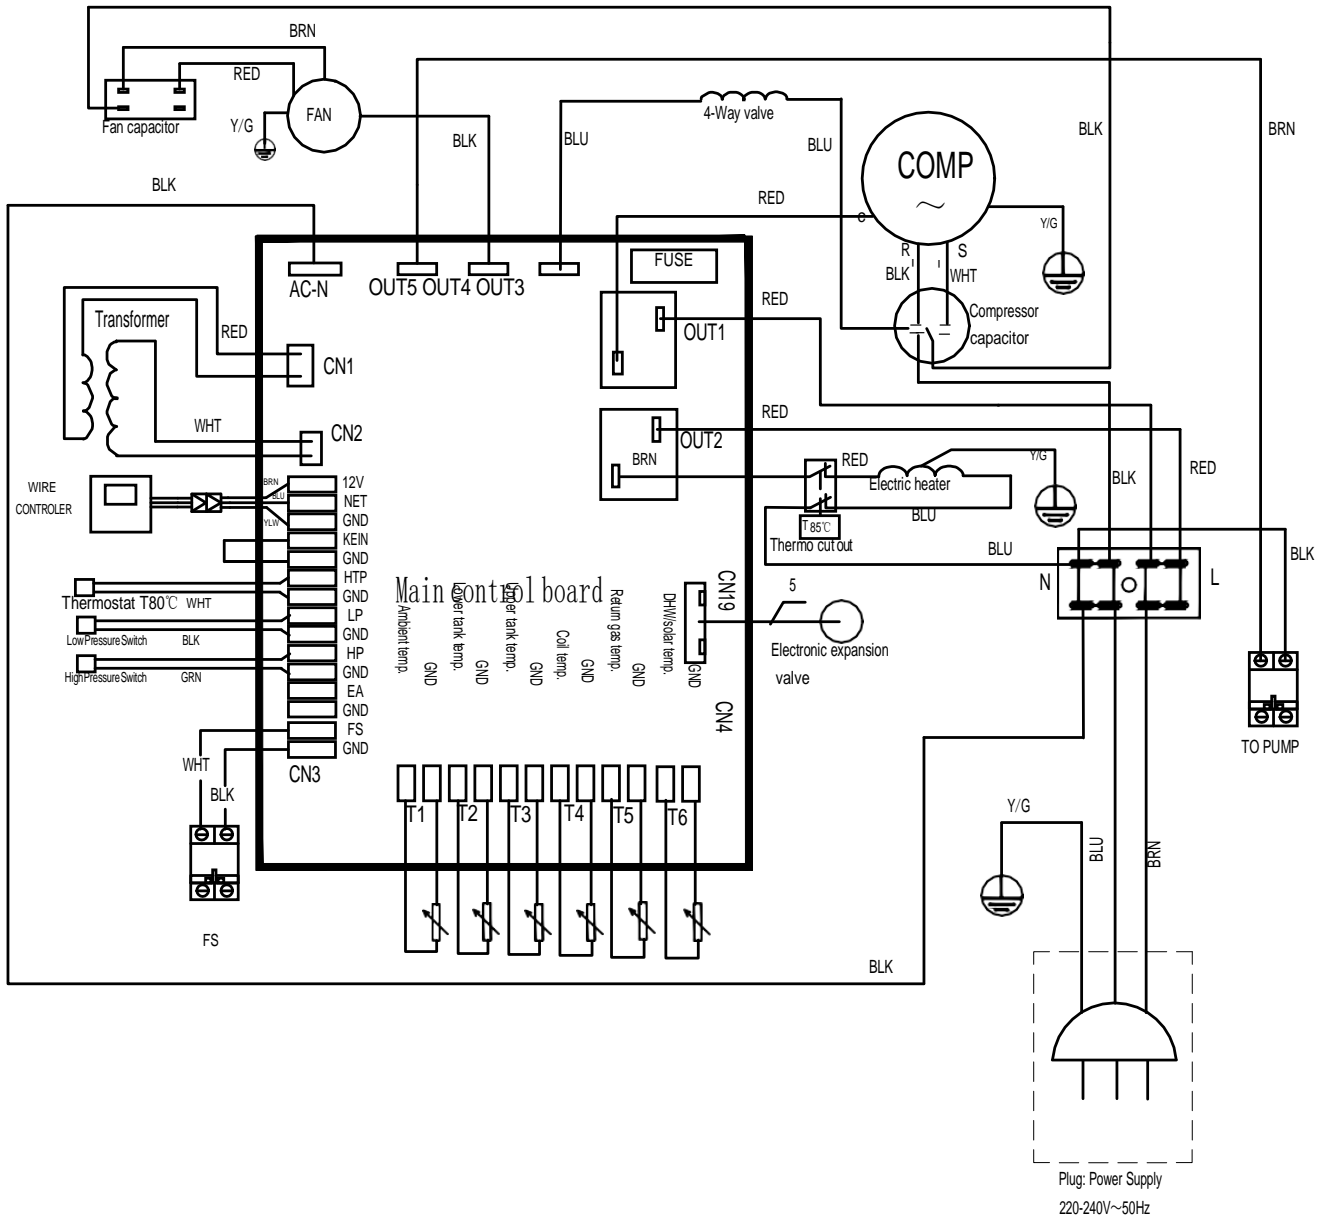 BRN
RED
FAN
Y/G
Fan capacitor
BLK
BLK
BLU
4-Way valve
BLU
RED
COMP
~
C
R
S
BLK
WHT
Y/G
BLK
BRN
AC-N
OUT5 OUT4 OUT3
FUSE
OUT1
RED
Compressor
capacitor
Transformer
RED
CN1
WHT
CN2
OUT2
RED
BRN
RED
Electric heater
Y/G
BLU
T 85℃
Thermo cut out
BLU
BLK
RED
BLK
N
L
WIRE
CONTROLER
BRN
BLU
YLW
12V
NET
GND
KEIN
GND
HTP
GND
LP
GND
HP
GND
EA
GND
FS
GND
CN3
Thermostat T80℃ WHT
Low Pressure Switch
BLK
High Pressure Switch
GRN
Main control board
Ambient temp.
GND
Lower tank temp.
GND
Upper tank temp.
GND
Coil temp.
GND
Return gas temp.
GND
DHW/solar temp.
GND
CN19
CN4
5
Electronic expansion
valve
T1
T2
T3
T4
T5
T6
WHT
BLK
FS
TO PUMP
Y/G
BLU
BRN
BLK
Plug: Power Supply
220-240V~50Hz